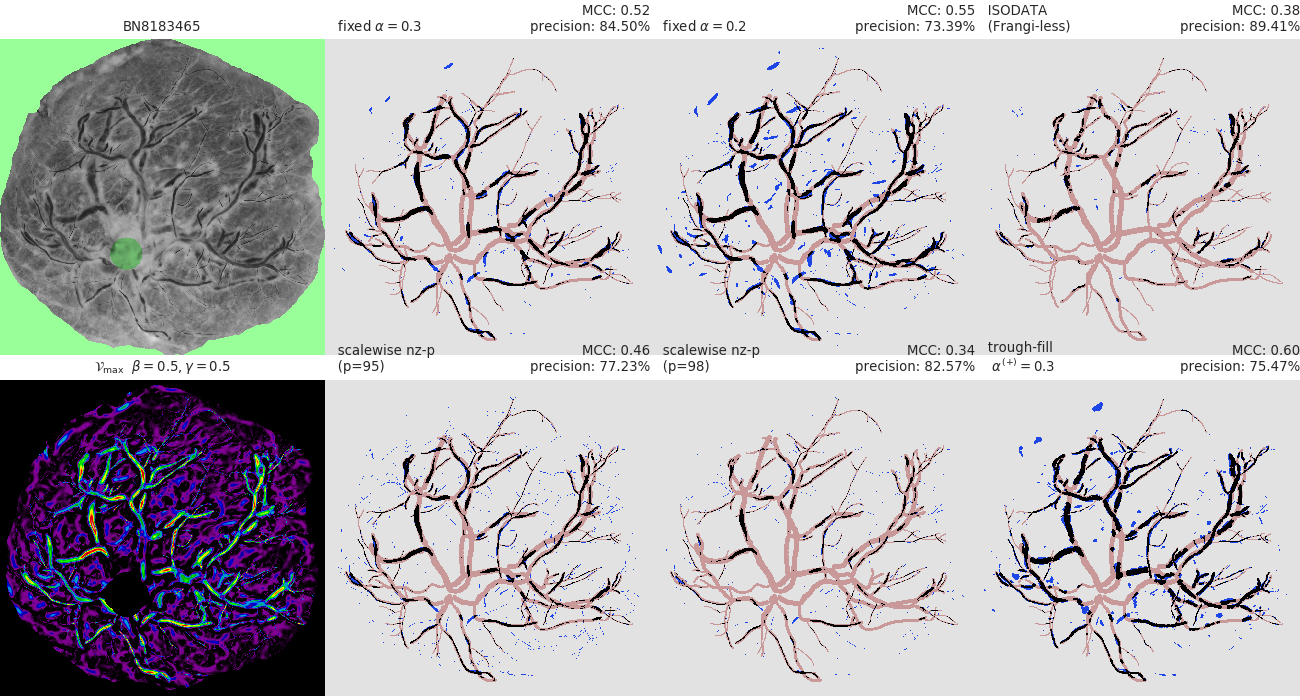 BN8183465
fixed α = 0.3
MCC: 0.52
precision: 84.50%
fixed α = 0.2
MCC: 0.55
precision: 73.39%
ISODATA
(Frangi-less)
MCC: 0.38
precision: 89.41%
𝒱max β = 0.5, γ = 0.5
scalewise nz-p
(p=95)
MCC: 0.46
precision: 77.23%
scalewise nz-p
(p=98)
MCC: 0.34
precision: 82.57%
trough-fill
α(+) = 0.3
MCC: 0.60
precision: 75.47%